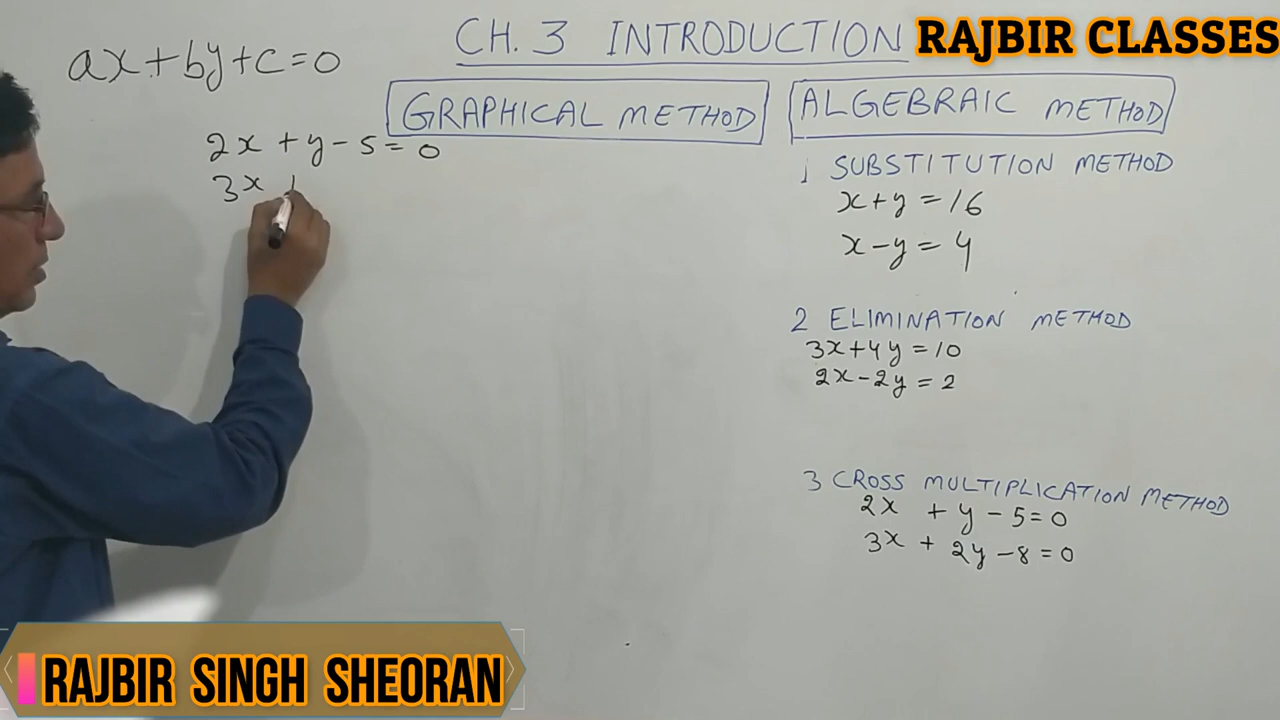 CH. 3 INTRODUCTION
RAJBIR CLASSES
ax+by+c=0
GRAPHICAL METHOD
ALGEBRAIC METHOD
2x + y - 5 = 0
3x
1 SUBSTITUTION METHOD
x+y = 16
x-y = 4
2 ELIMINATION METHOD
3x+4y = 10
2x-2y = 2
3 CROSS MULTIPLICATION METHOD
2x + y - 5 = 0
3x + 2y - 8 = 0
RAJBIR SINGH SHEORAN